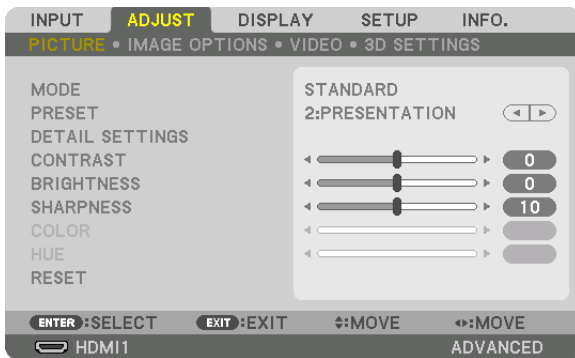 INPUT ADJUST DISPLAY SETUP INFO.
PICTURE • IMAGE OPTIONS • VIDEO • 3D SETTINGS
MODE STANDARD
PRESET 2:PRESENTATION
DETAIL SETTINGS
CONTRAST 0
BRIGHTNESS 0
SHARPNESS 10
COLOR
HUE
RESET
ENTER :SELECT EXIT :EXIT :MOVE :MOVE
HDMI1 ADVANCED